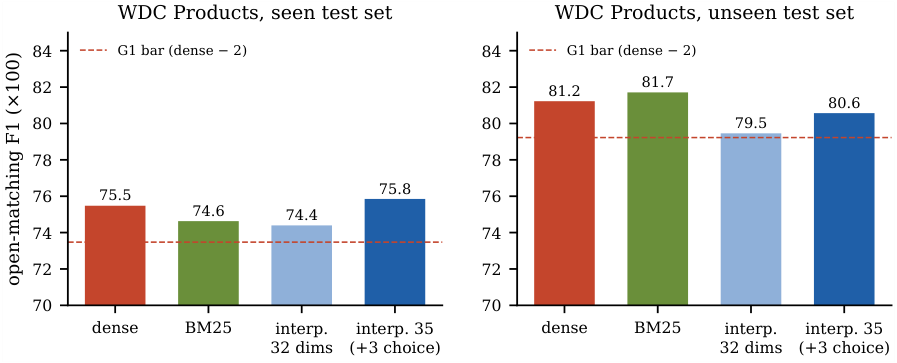 WDC Products, seen test set
open-matching F1 (×100)
84
82
80
78
76
74
72
70
G1 bar (dense − 2)
75.5
74.6
74.4
75.8
dense
BM25
interp.
32 dims
interp. 35
(+3 choice)
WDC Products, unseen test set
84
82
80
78
76
74
72
70
G1 bar (dense − 2)
81.2
81.7
79.5
80.6
dense
BM25
interp.
32 dims
interp. 35
(+3 choice)